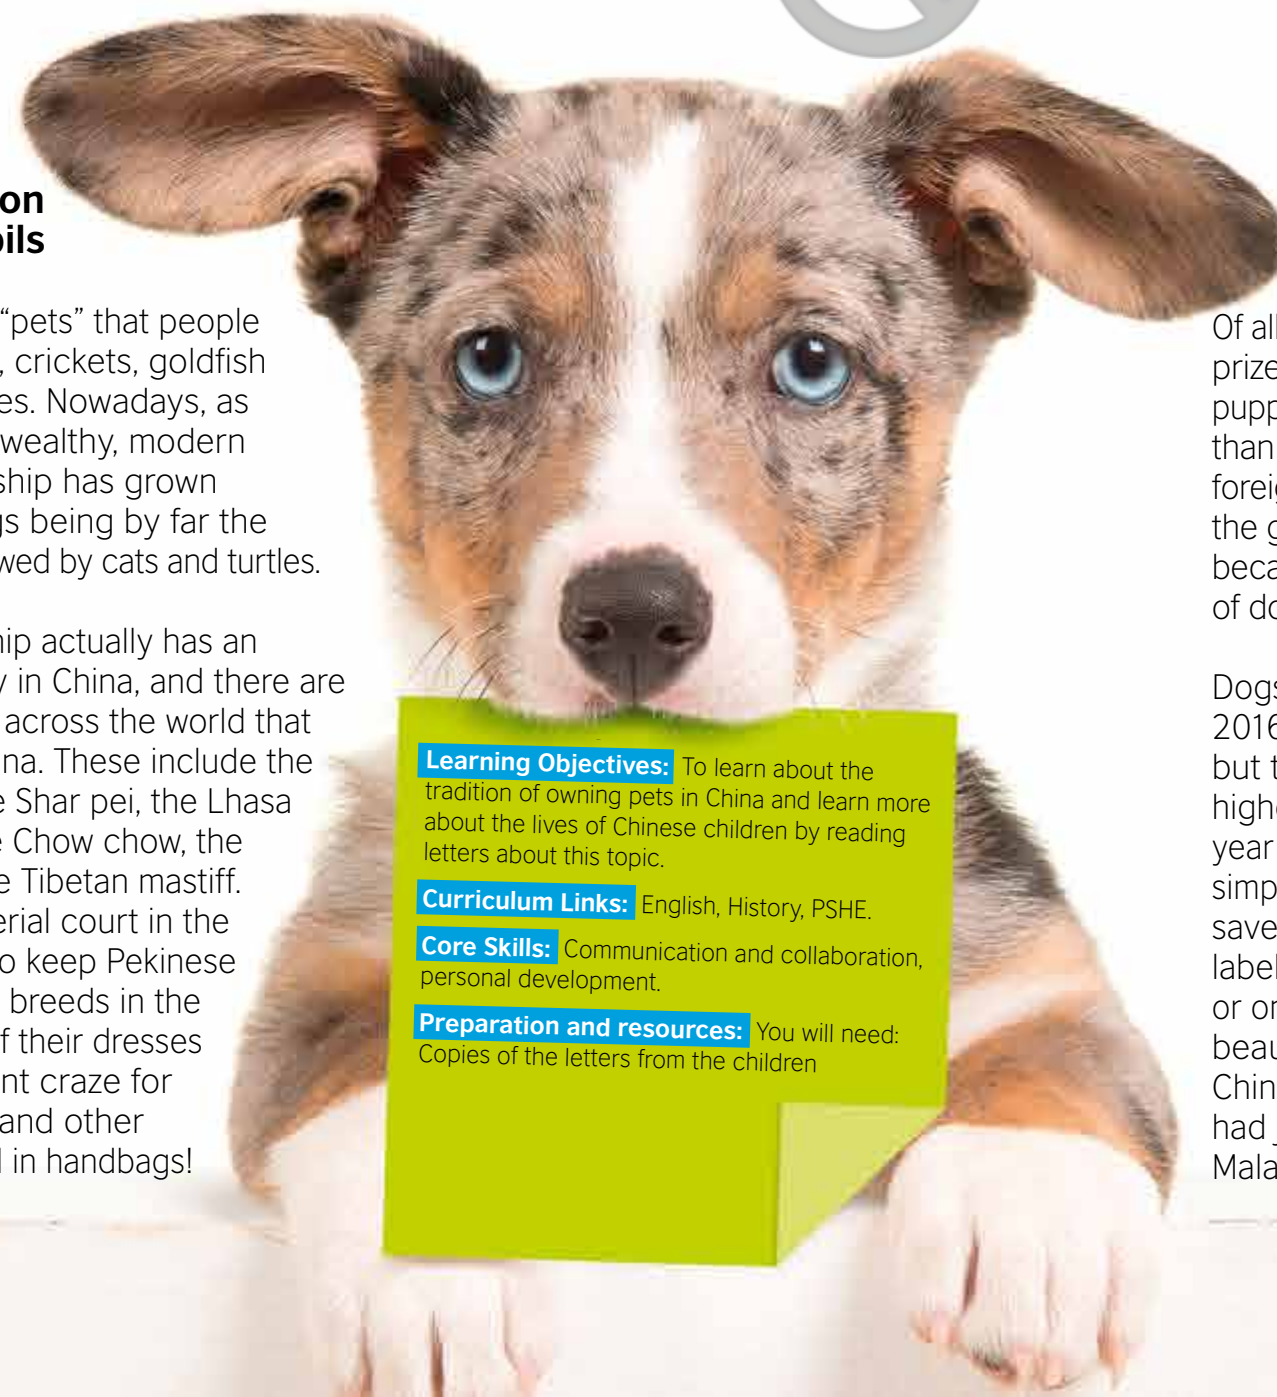 on
ils
“pets” that people
, crickets, goldfish
es. Nowadays, as
wealthy, modern
ship has grown
gs being by far the
wed by cats and turtles.
ip actually has an
y in China, and there are
across the world that
na. These include the
e Shar pei, the Lhasa
e Chow chow, the
e Tibetan mastiff.
erial court in the
o keep Pekinese
breeds in the
f their dresses
nt craze for
and other
d in handbags!
Learning Objectives: To learn about the
tradition of owning pets in China and learn more
about the lives of Chinese children by reading
letters about this topic.
Curriculum Links: English, History, PSHE.
Core Skills: Communication and collaboration,
personal development.
Preparation and resources: You will need:
Copies of the letters from the children
Of all
prize
pupp
than
foreig
the g
beca
of do
Dogs
2016
but t
highe
year
simp
save
label
or or
beau
Chin
had
Mala